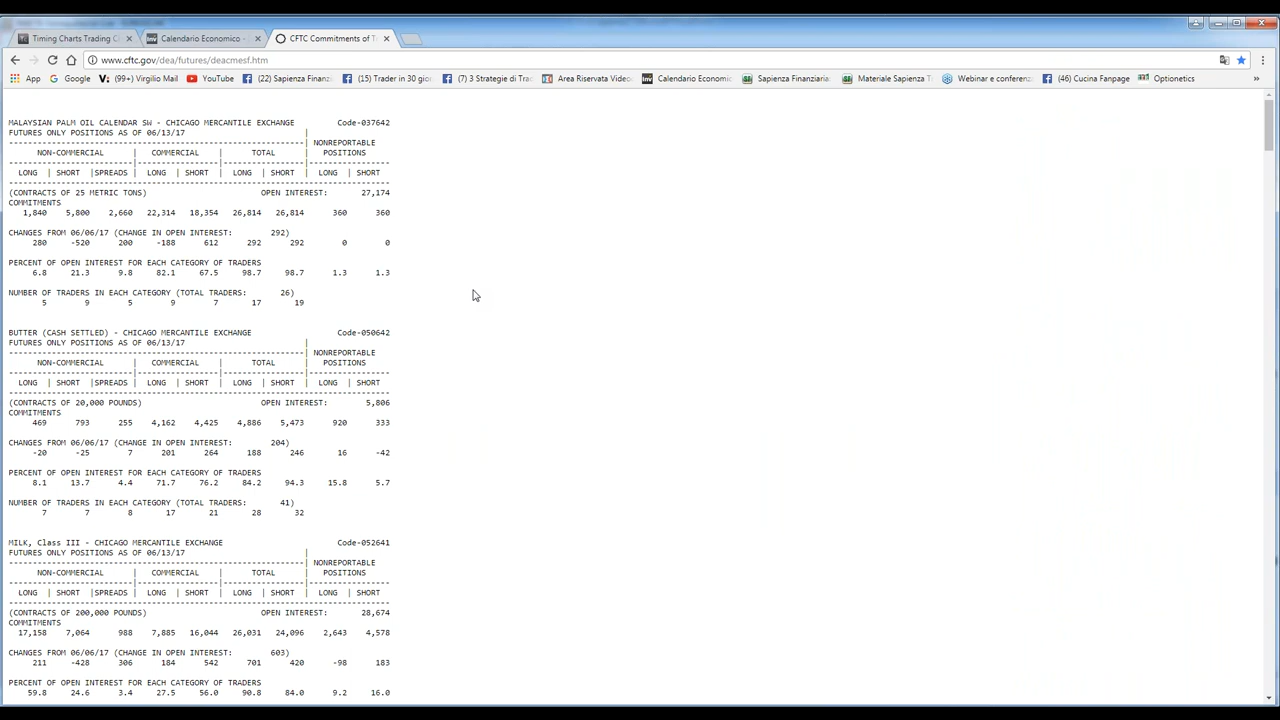 Timing Charts Trading C
Calendario Economico -
CFTC Commitments of T
www.cftc.gov/dea/futures/deacmesf.htm
App Google (99+) Virgilio Mail YouTube (22) Sapienza Finanzi (15) Trader in 30 gior (7) 3 Strategie di Tra Area Riservata Video Calendario Economi Sapienza Finanziaria Materiale Sapienza T Webinar e conferen (46) Cucina Fanpage Optionetics »
MALAYSIAN PALM OIL CALENDAR SW - CHICAGO MERCANTILE EXCHANGE Code-037642
FUTURES ONLY POSITIONS AS OF 06/13/17 |
--------------------------------------------------------------| NONREPORTABLE
NON-COMMERCIAL | COMMERCIAL | TOTAL | POSITIONS
--------------------------|------------------|------------------|-----------------
LONG | SHORT |SPREADS | LONG | SHORT | LONG | SHORT | LONG | SHORT
--------------------------------------------------------------------------------
(CONTRACTS OF 25 METRIC TONS) OPEN INTEREST: 27,174
COMMITMENTS
1,840 5,800 2,660 22,314 18,354 26,814 26,814 360 360
CHANGES FROM 06/06/17 (CHANGE IN OPEN INTEREST: 292)
280 -520 200 -188 612 292 292 0 0
PERCENT OF OPEN INTEREST FOR EACH CATEGORY OF TRADERS
6.8 21.3 9.8 82.1 67.5 98.7 98.7 1.3 1.3
NUMBER OF TRADERS IN EACH CATEGORY (TOTAL TRADERS: 26)
5 9 5 9 7 17 19
BUTTER (CASH SETTLED) - CHICAGO MERCANTILE EXCHANGE Code-050642
FUTURES ONLY POSITIONS AS OF 06/13/17 |
--------------------------------------------------------------| NONREPORTABLE
NON-COMMERCIAL | COMMERCIAL | TOTAL | POSITIONS
--------------------------|------------------|------------------|-----------------
LONG | SHORT |SPREADS | LONG | SHORT | LONG | SHORT | LONG | SHORT
--------------------------------------------------------------------------------
(CONTRACTS OF 20,000 POUNDS) OPEN INTEREST: 5,806
COMMITMENTS
469 793 255 4,162 4,425 4,886 5,473 920 333
CHANGES FROM 06/06/17 (CHANGE IN OPEN INTEREST: 204)
-20 -25 7 201 264 188 246 16 -42
PERCENT OF OPEN INTEREST FOR EACH CATEGORY OF TRADERS
8.1 13.7 4.4 71.7 76.2 84.2 94.3 15.8 5.7
NUMBER OF TRADERS IN EACH CATEGORY (TOTAL TRADERS: 41)
7 7 8 17 21 28 32
MILK, Class III - CHICAGO MERCANTILE EXCHANGE Code-052641
FUTURES ONLY POSITIONS AS OF 06/13/17 |
--------------------------------------------------------------| NONREPORTABLE
NON-COMMERCIAL | COMMERCIAL | TOTAL | POSITIONS
--------------------------|------------------|------------------|-----------------
LONG | SHORT |SPREADS | LONG | SHORT | LONG | SHORT | LONG | SHORT
--------------------------------------------------------------------------------
(CONTRACTS OF 200,000 POUNDS) OPEN INTEREST: 28,674
COMMITMENTS
17,158 7,064 988 7,885 16,044 26,031 24,096 2,643 4,578
CHANGES FROM 06/06/17 (CHANGE IN OPEN INTEREST: 603)
211 -428 306 184 542 701 420 -98 183
PERCENT OF OPEN INTEREST FOR EACH CATEGORY OF TRADERS
59.8 24.6 3.4 27.5 56.0 90.8 84.0 9.2 16.0